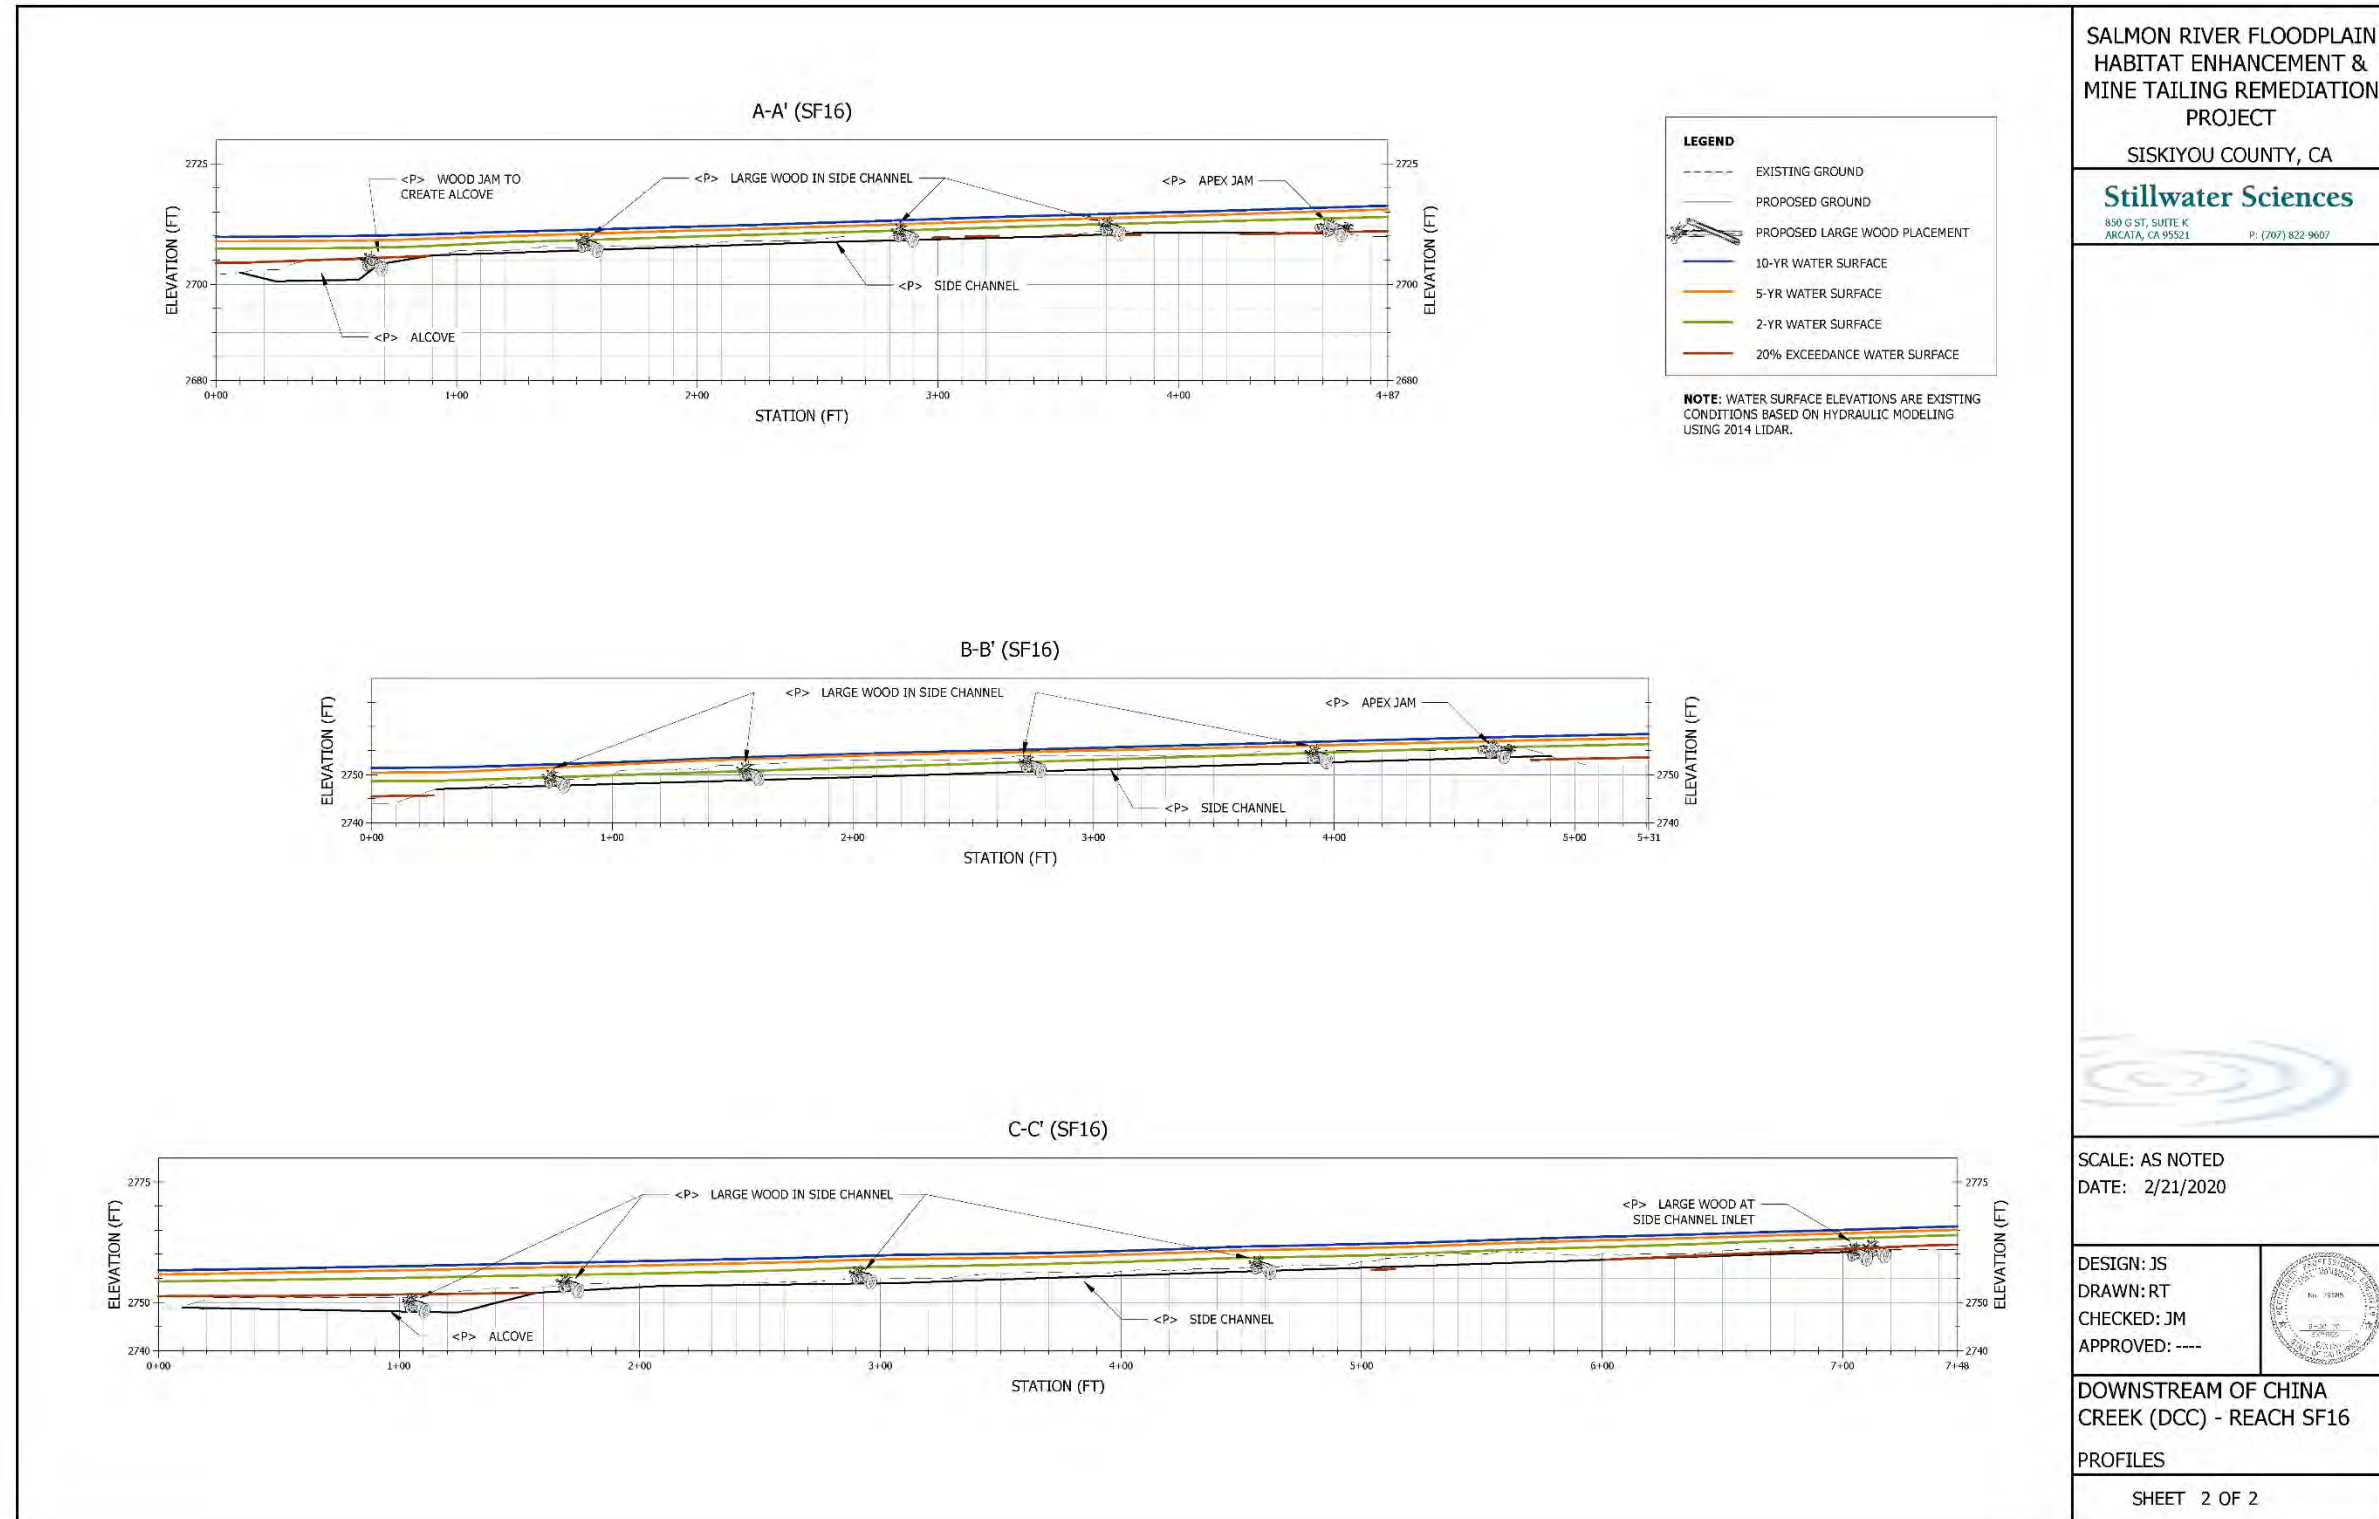 A-A' (SF16)
2725
2700
2680
2725
2700
2680
ELEVATION (FT)
ELEVATION (FT)
<P> WOOD JAM TO
CREATE ALCOVE
<P> LARGE WOOD IN SIDE CHANNEL
<P> APEX JAM
<P> SIDE CHANNEL
<P> ALCOVE
0+00 1+00 2+00 3+00 4+00 4+87
STATION (FT)
LEGEND
EXISTING GROUND
PROPOSED GROUND
PROPOSED LARGE WOOD PLACEMENT
10-YR WATER SURFACE
5-YR WATER SURFACE
2-YR WATER SURFACE
20% EXCEEDANCE WATER SURFACE
NOTE: WATER SURFACE ELEVATIONS ARE EXISTING
CONDITIONS BASED ON HYDRAULIC MODELING
USING 2014 LIDAR.
B-B' (SF16)
<P> LARGE WOOD IN SIDE CHANNEL
<P> APEX JAM
ELEVATION (FT)
ELEVATION (FT)
2750
2740
2750
2740
<P> SIDE CHANNEL
0+00 1+00 2+00 3+00 4+00 5+00 5+31
STATION (FT)
C-C' (SF16)
2775
2750
2740
2775
2750
2740
ELEVATION (FT)
ELEVATION (FT)
<P> LARGE WOOD IN SIDE CHANNEL
<P> LARGE WOOD AT
SIDE CHANNEL INLET
<P> SIDE CHANNEL
<P> ALCOVE
0+00 1+00 2+00 3+00 4+00 5+00 6+00 7+00 7+48
STATION (FT)
SALMON RIVER FLOODPLAIN
HABITAT ENHANCEMENT &
MINE TAILING REMEDIATION
PROJECT
SISKIYOU COUNTY, CA
Stillwater Sciences
850 G ST, SUITE K
ARCATA, CA 95521 P: (707) 822-9607
SCALE: AS NOTED
DATE: 2/21/2020
DESIGN: JS
DRAWN: RT
CHECKED: JM
APPROVED: ----
DOWNSTREAM OF CHINA
CREEK (DCC) - REACH SF16
PROFILES
SHEET 2 OF 2